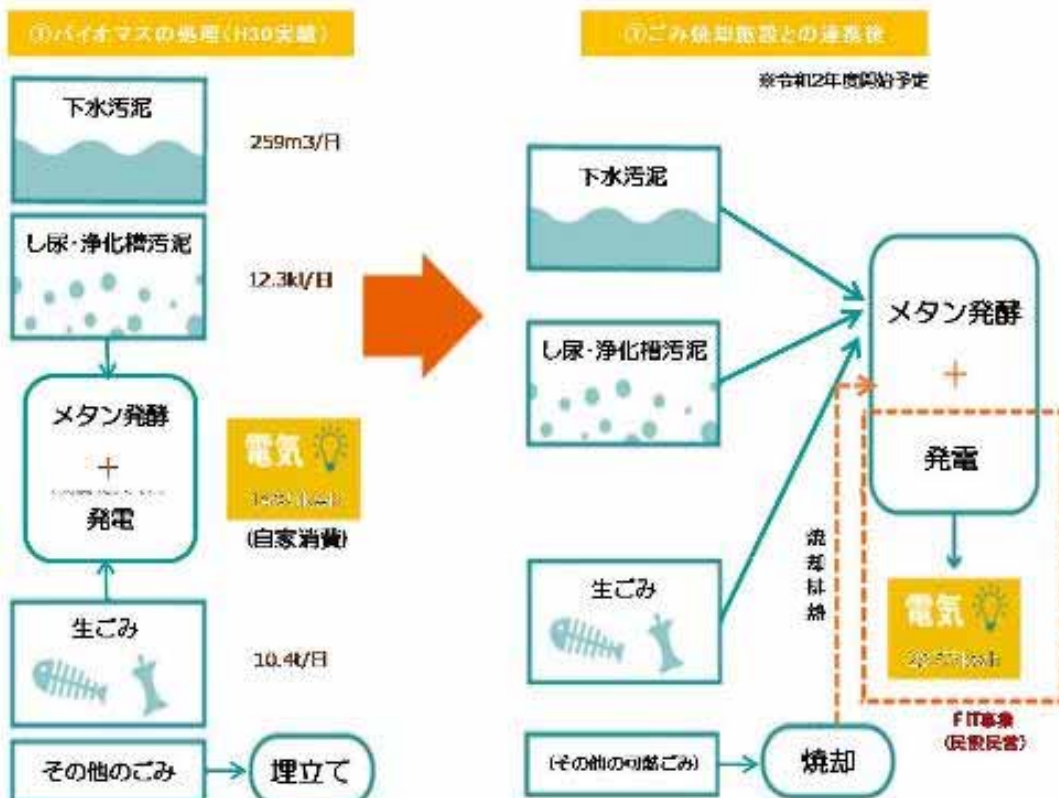 ①バイオマスの処理(H30実績)
下水汚泥
259m3/日
し尿・浄化槽汚泥
12.3kl/日
メタン発酵
+
発電
電気
(自家消費)
生ごみ
10.4t/日
その他のごみ
埋立て
②ごみ焼却施設との連携後
※令和2年度開始予定
下水汚泥
し尿・浄化槽汚泥
メタン発酵
+
発電
焼却排熱
生ごみ
電気
FIT事業
(民設民営)
(その他の可燃ごみ)
焼却